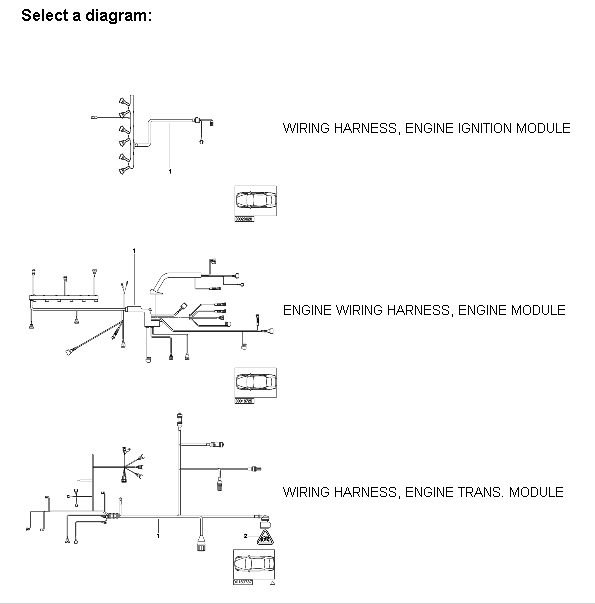 Select a diagram:
WIRING HARNESS, ENGINE IGNITION MODULE
1
1
ENGINE WIRING HARNESS, ENGINE MODULE
WIRING HARNESS, ENGINE TRANS. MODULE
1
2